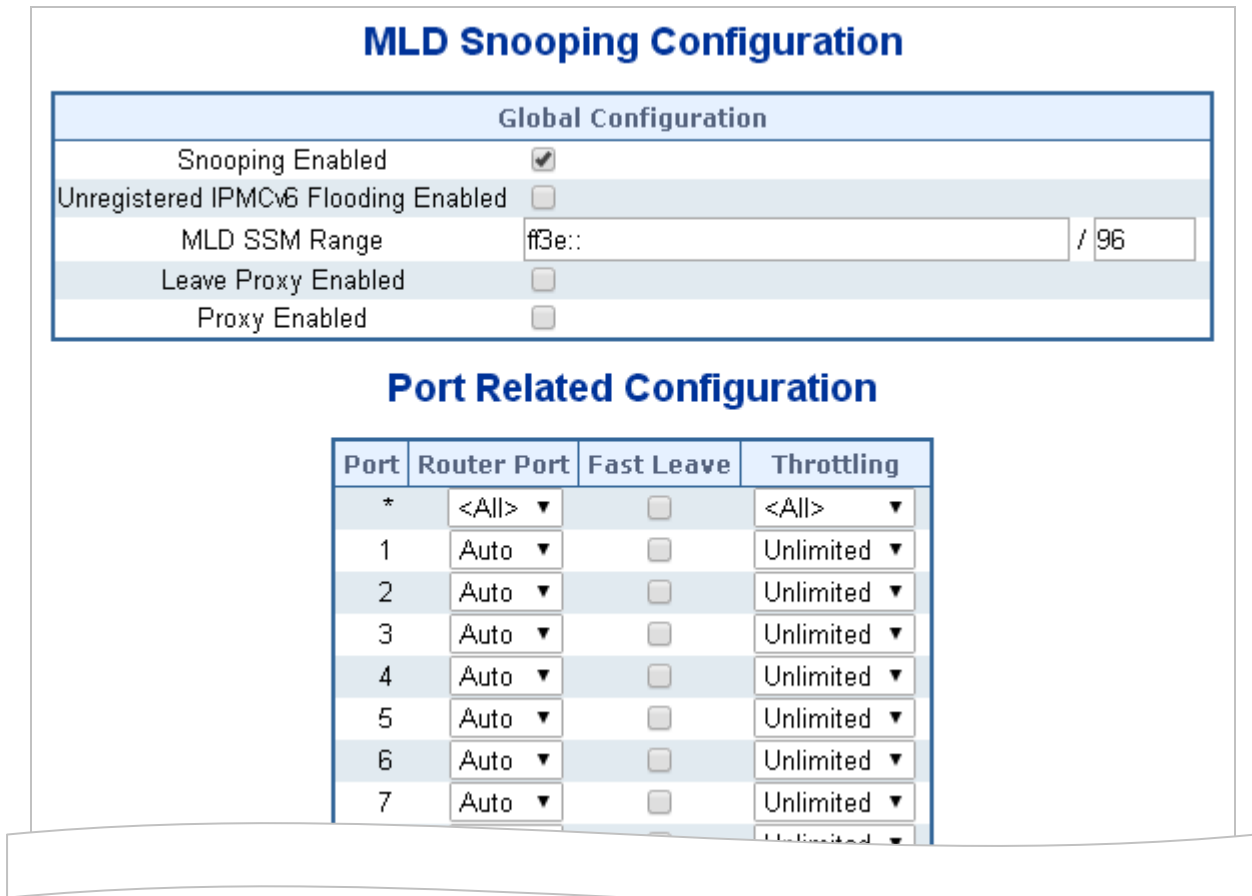 MLD Snooping Configuration
Global Configuration
Snooping Enabled
Unregistered IPMCv6 Flooding Enabled
MLD SSM Range ff3e:: / 96
Leave Proxy Enabled
Proxy Enabled
Port Related Configuration
Port Router Port Fast Leave Throttling
* <All> <All>
1 Auto Unlimited
2 Auto Unlimited
3 Auto Unlimited
4 Auto Unlimited
5 Auto Unlimited
6 Auto Unlimited
7 Auto Unlimited